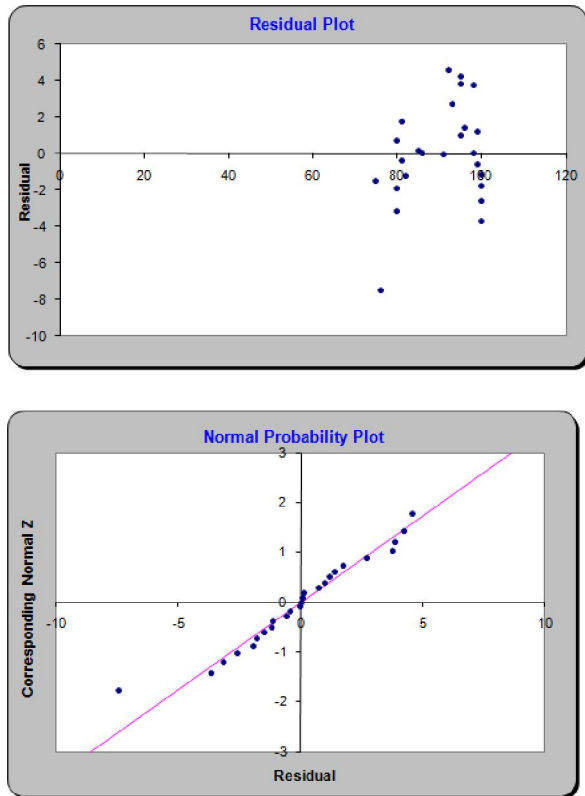 Residual Plot
6
4
2
0
0 20 40 60 80 100 120
-2
-4
-6
-8
-10
Residual
Normal Probability Plot
3
2
1
0
-10 -5 0 5 10
-1
-2
-3
Corresponding Normal Z
Residual